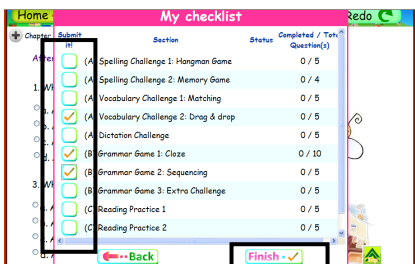 Home
My checklist
Redo
Chapter
Submit it!
Section
Status
Completed / Tota
Question(s)
(A Spelling Challenge 1: Hangman Game 0 / 5
(A Spelling Challenge 2: Memory Game 0 / 4
(A Vocabulary Challenge 1: Matching 0 / 5
(A Vocabulary Challenge 2: Drag & drop 0 / 5
(A Dictation Challenge 0 / 5
(B Grammar Game 1: Cloze 0 / 10
(B Grammar Game 2: Sequencing 0 / 5
(B Grammar Game 3: Extra Challenge 0 / 5
(C Reading Practice 1 0 / 5
(C Reading Practice 2 0 / 5
Back
Finish